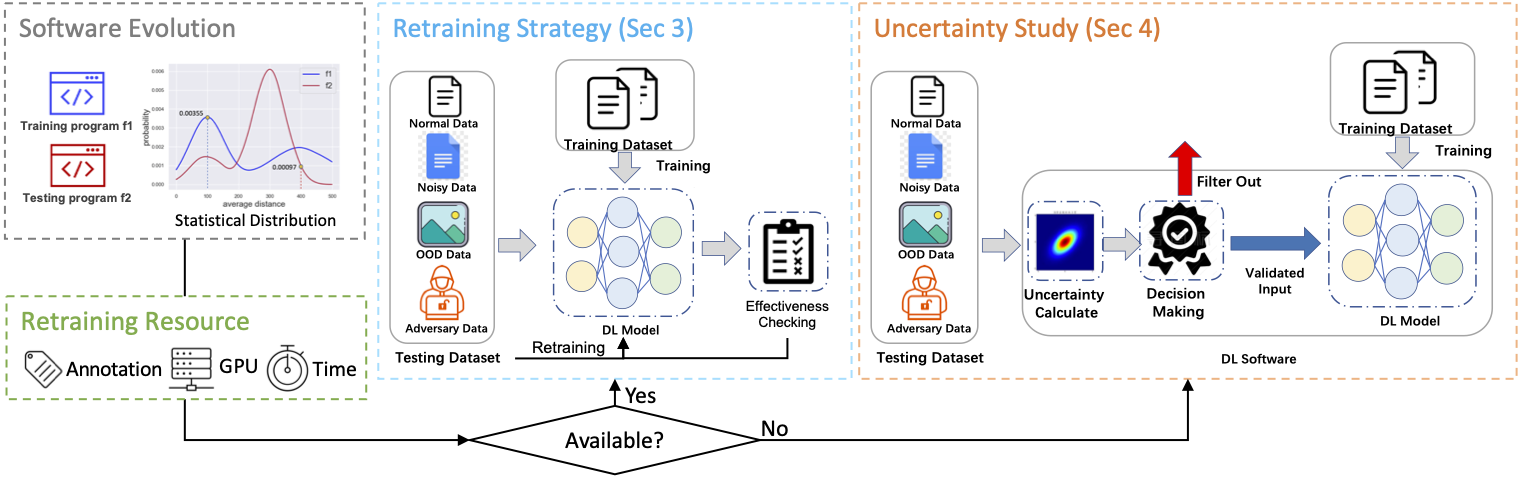 Software Evolution
Training program f1
Testing program f2
0.006
0.005
0.004
0.003
0.002
0.001
0.000
probability
0.00355
0.00097
f1
f2
0
100
200
300
400
500
average distance
Statistical Distribution
Retraining Resource
Annotation
GPU
Time
Retraining Strategy (Sec 3)
Normal Data
Noisy Data
OOD Data
Adversary Data
Testing Dataset
Training Dataset
Training
DL Model
Effectiveness
Checking
Retraining
Available?
Yes
No
Uncertainty Study (Sec 4)
Normal Data
Noisy Data
OOD Data
Adversary Data
Testing Dataset
Uncertainty
Calculate
Filter Out
Decision
Making
Validated
Input
Training Dataset
Training
DL Model
DL Software